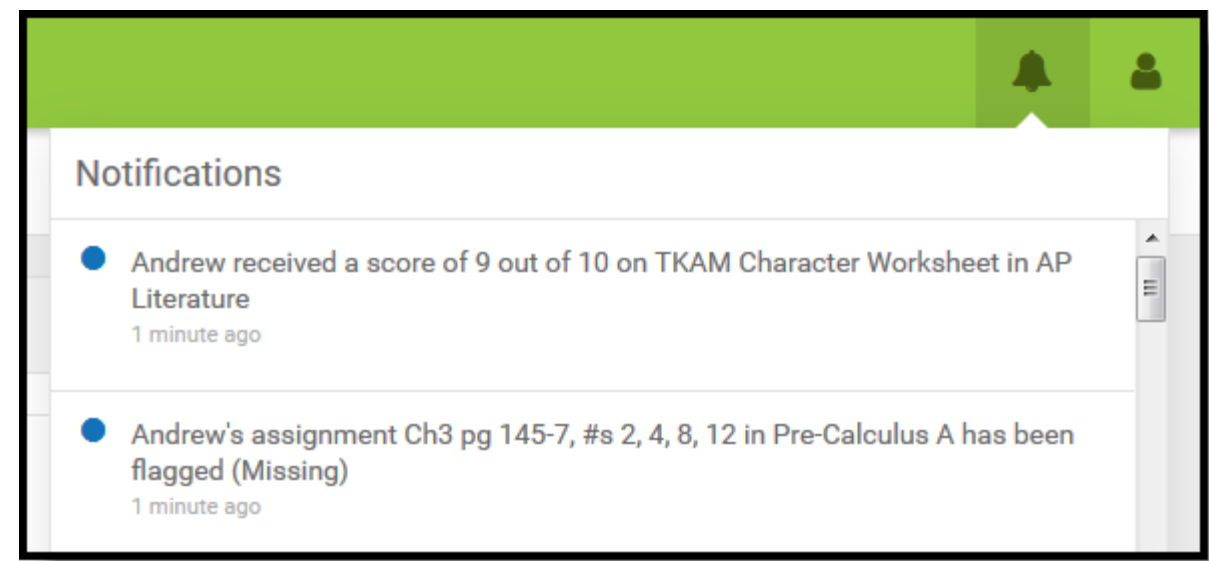 Notifications
Andrew received a score of 9 out of 10 on TKAM Character Worksheet in AP
Literature
1 minute ago
Andrew's assignment Ch3 pg 145-7, #s 2, 4, 8, 12 in Pre-Calculus A has been
flagged (Missing)
1 minute ago